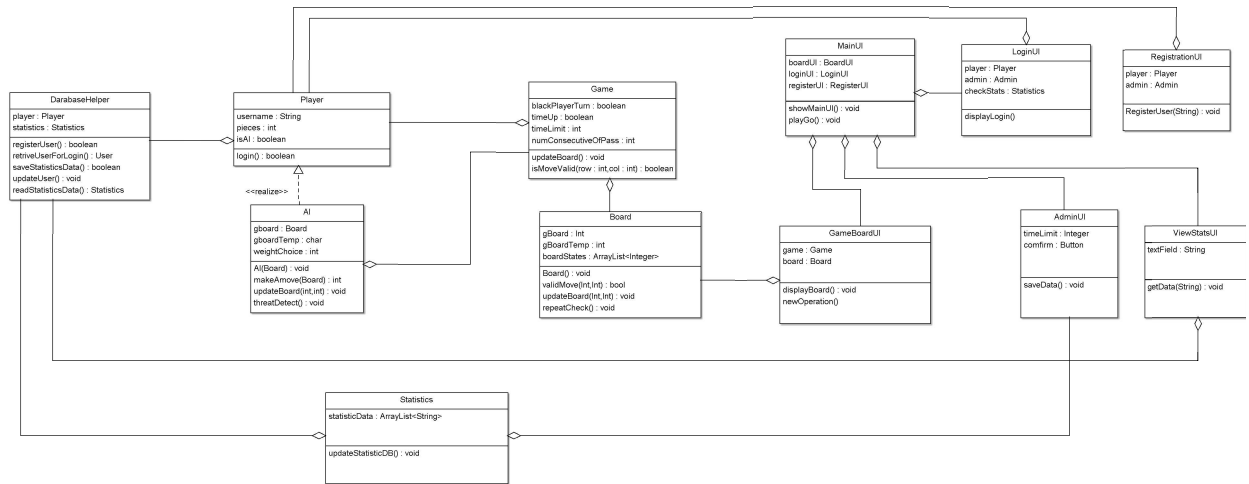 DarabaseHelper
player : Player
statistics : Statistics
registerUser() : boolean
retriveUserForLogin() : User
saveStatisticsData() : boolean
updateUser() : void
readStatisticsData() : Statistics
Player
username : String
pieces : int
isAI : boolean
login() : boolean
<<realize>>
AI
gboard : Board
gboardTemp : char
weightChoice : int
AI(Board) : void
makeAmove(Board) : int
updateBoard(int,int) : void
threatDetect() : void
Game
blackPlayerTurn : boolean
timeUp : boolean
timeLimit : int
numConsecutiveOfPass : int
updateBoard() : void
isMoveValid(row : int,col : int) : boolean
Board
gBoard : Int
gBoardTemp : int
boardStates : ArrayList<Integer>
Board() : void
validMove(Int,Int) : bool
updateBoard(Int,Int) : void
repeatCheck() : void
MainUI
boardUI : BoardUI
loginUI : LoginUI
registerUI : RegisterUI
showMainUI() : void
playGo() : void
LoginUI
player : Player
admin : Admin
checkStats : Statistics
displayLogin()
RegistrationUI
player : Player
admin : Admin
RegisterUser(String) : void
GameBoardUI
game : Game
board : Board
displayBoard() : void
newOperation()
AdminUI
timeLimit : Integer
comfirm : Button
saveData() : void
ViewStatsUI
textField : String
getData(String) : void
Statistics
statisticData : ArrayList<String>
updateStatisticDB() : void